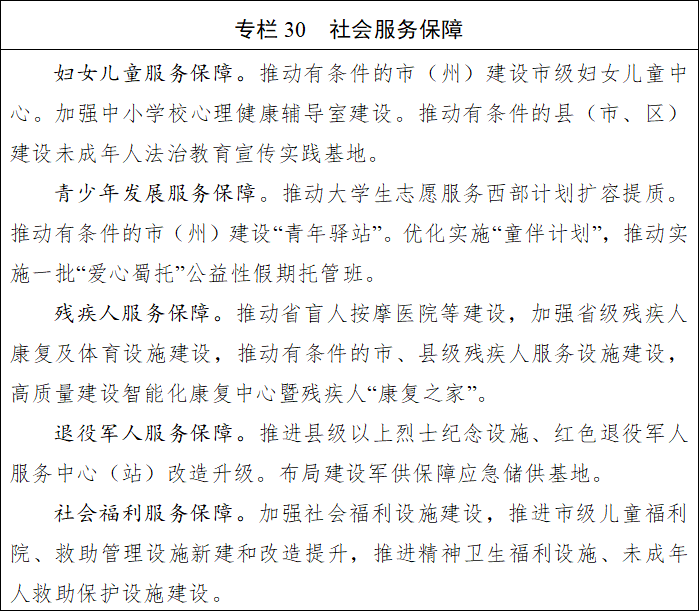 专栏 30　社会服务保障
妇女儿童服务保障。推动有条件的市（州）建设市级妇女儿童中
心。加强中小学校心理健康辅导室建设。推动有条件的县（市、区）
建设未成年人法治教育宣传实践基地。
青少年发展服务保障。推动大学生志愿服务西部计划扩容提质。
推动有条件的市（州）建设“青年驿站”。优化实施“童伴计划”，推动实
施一批“爱心蜀托”公益性假期托管班。
残疾人服务保障。推动省盲人按摩医院等建设，加强省级残疾人
康复及体育设施建设，推动有条件的市、县级残疾人服务设施建设，
高质量建设智能化康复中心暨残疾人“康复之家”。
退役军人服务保障。推进县级以上烈士纪念设施、红色退役军人
服务中心（站）改造升级。布局建设军供保障应急储供基地。
社会福利服务保障。加强社会福利设施建设，推进市级儿童福利
院、救助管理设施新建和改造提升，推进精神卫生福利设施、未成年
人救助保护设施建设。